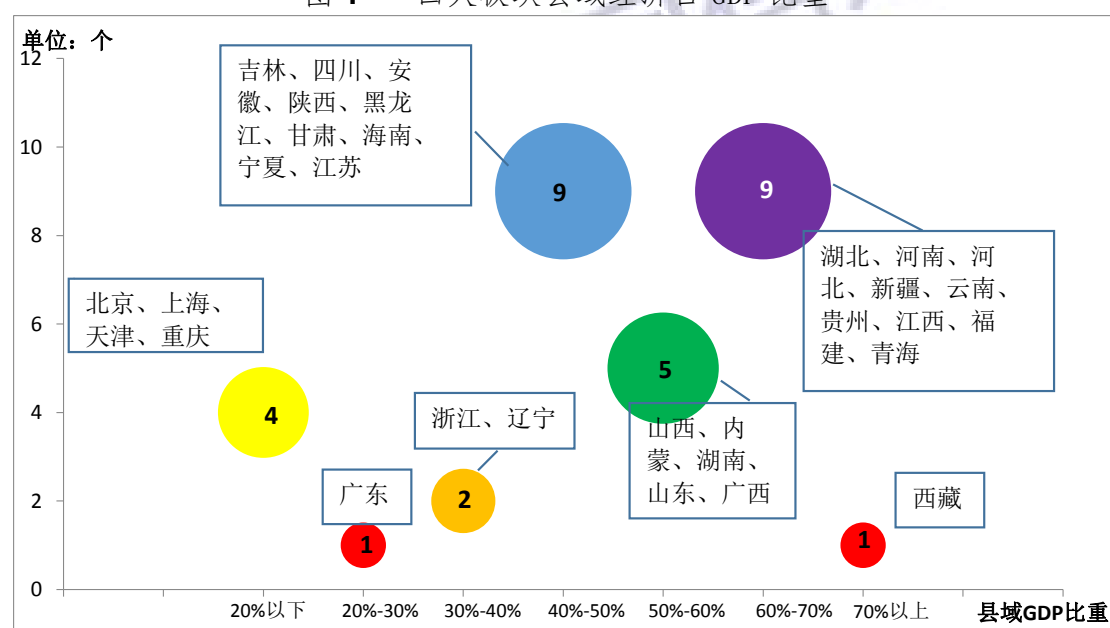 单位：个
12
10
8
6
4
2
0
吉林、四川、安
徽、陕西、黑龙
江、甘肃、海南、
宁夏、江苏
9
9
湖北、河南、河
北、新疆、云南、
贵州、江西、福
建、青海
北京、上海、
天津、重庆
4
5
山西、内
蒙、湖南、
山东、广西
浙江、辽宁
2
广东
1
西藏
1
20%以下
20%-30%
30%-40%
40%-50%
50%-60%
60%-70%
70%以上
县域GDP比重